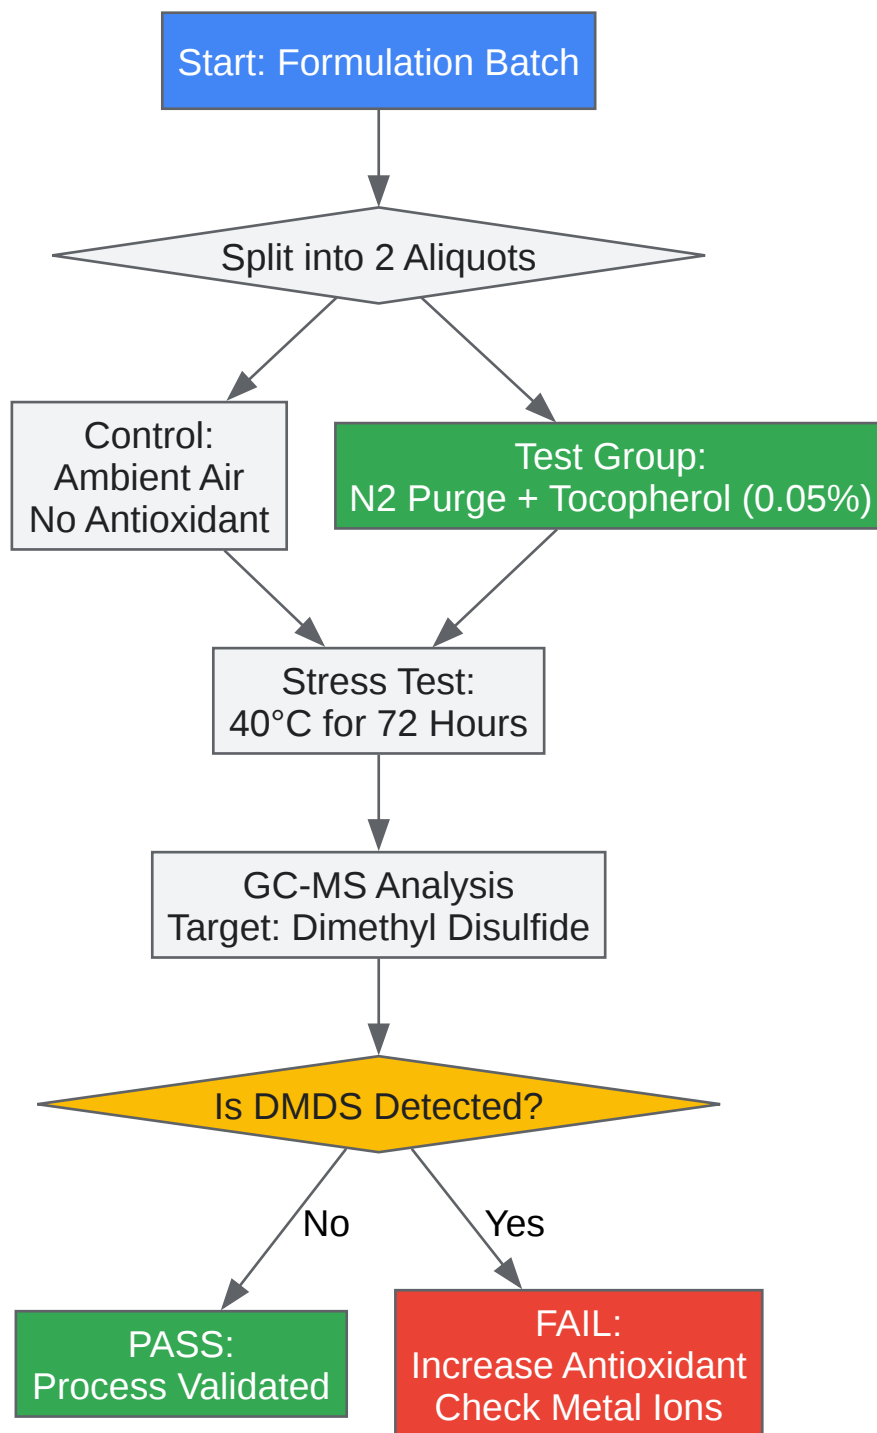 Start: Formulation Batch
Split into 2 Aliquots
Control:
Ambient Air
No Antioxidant
Test Group:
N2 Purge + Tocopherol (0.05%)
Stress Test:
40°C for 72 Hours
GC-MS Analysis
Target: Dimethyl Disulfide
Is DMDS Detected?
No
Yes
PASS:
Process Validated
FAIL:
Increase Antioxidant
Check Metal Ions